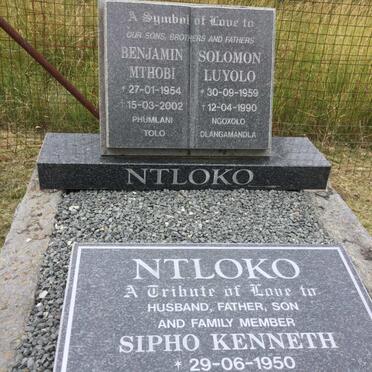 A Symbol of Love to
OUR SONS, BROTHERS AND FATHERS
BENJAMIN
MTHOBI
* 27-01-1954
† 15-03-2002
PHUMLANI
TOLO
SOLOMON
LUYOLO
* 30-09-1959
† 12-04-1990
NGOXOLO
DLANGAMANDLA
NTLOKO
NTLOKO
A Tribute of Love to
HUSBAND, FATHER, SON
AND FAMILY MEMBER
SIPHO KENNETH
* 29-06-1950